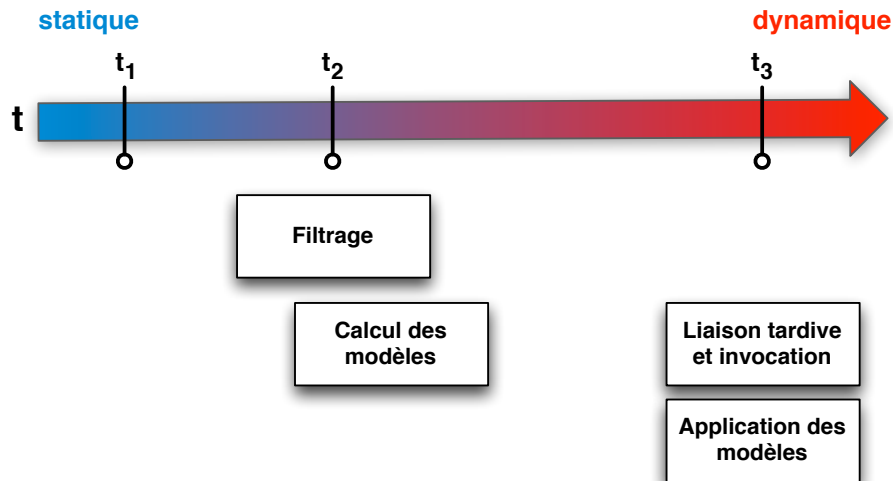 statique
dynamique
t1
t2
t3
t
Filtrage
Calcul des
modèles
Liaison tardive
et invocation
Application des
modèles